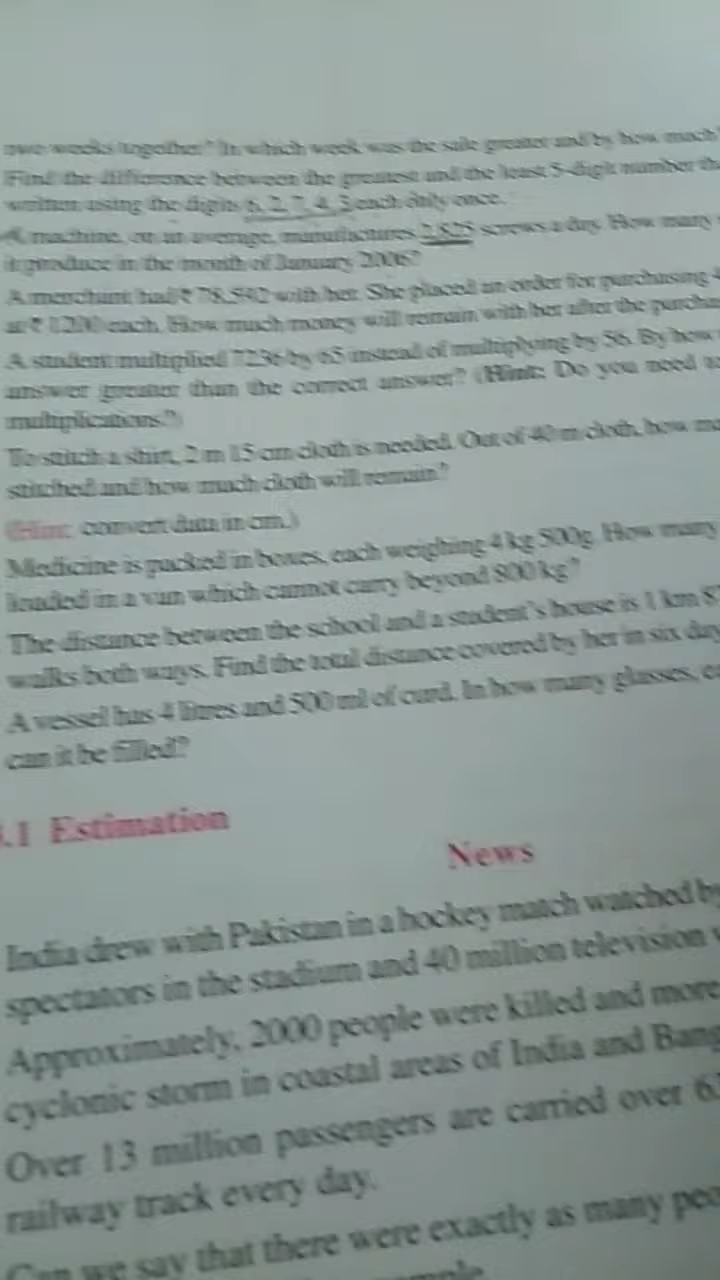 two weeks together? In which week was the sale greater and by how much
Find the difference between the greatest and the least 5-digit number th
written using the digits 6, 2, 7, 4, 3 each only once.
A machine, on an average, manufactures 2,825 screws a day. How many
it produce in the month of January 2006?
A merchant had ₹ 78,592 with her. She placed an order for purchasing
at ₹ 1200 each. How much money will remain with her after the purcha
A student multiplied 7236 by 65 instead of multiplying by 56. By how
answer greater than the correct answer? (Hint: Do you need
multiplications?)
To stitch a shirt, 2 m 15 cm cloth is needed. Out of 40 m cloth, how
stitched and how much cloth will remain?
(Hint: convert data in cm.)
Medicine is packed in boxes, each weighing 4 kg 500g. How many
loaded in a van which cannot carry beyond 800 kg?
The distance between the school and a student's house is 1 km
walks both ways. Find the total distance covered by her in six day
A vessel has 4 litres and 500 ml of curd. In how many glasses,
can it be filled?
.1 Estimation
News
India drew with Pakistan in a hockey match watched by
spectators in the stadium and 40 million television
Approximately, 2000 people were killed and more
cyclonic storm in coastal areas of India and Bang
Over 13 million passengers are carried over
railway track every day.
Can we say that there were exactly as many peo